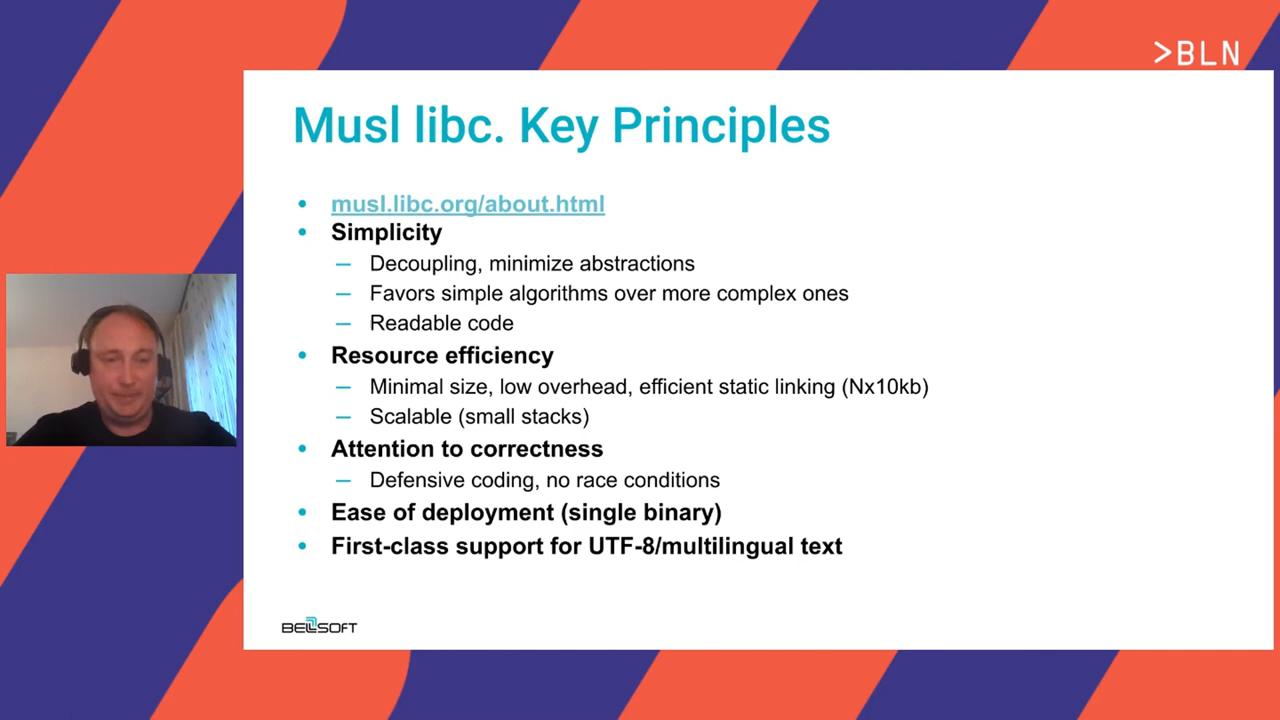 >BLN
Musl libc. Key Principles
• musl.libc.org/about.html
• Simplicity
– Decoupling, minimize abstractions
– Favors simple algorithms over more complex ones
– Readable code
• Resource efficiency
– Minimal size, low overhead, efficient static linking (Nx10kb)
– Scalable (small stacks)
• Attention to correctness
– Defensive coding, no race conditions
• Ease of deployment (single binary)
• First-class support for UTF-8/multilingual text
BELLSOFT